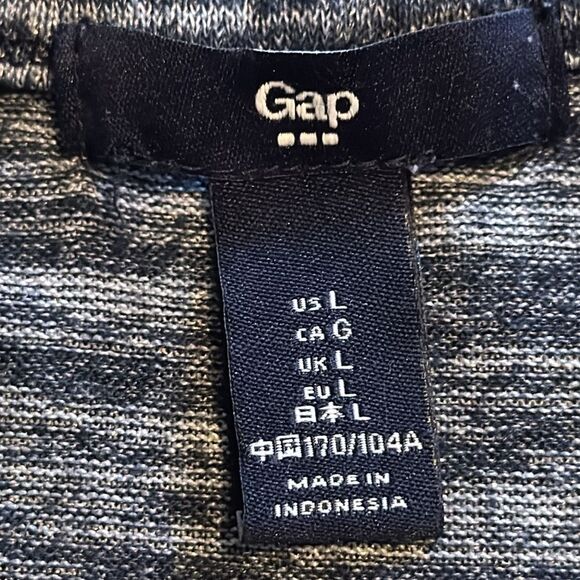 Gap
US L
CA G
UK L
EU L
日本 L
中国170/104A
MADE IN
INDONESIA